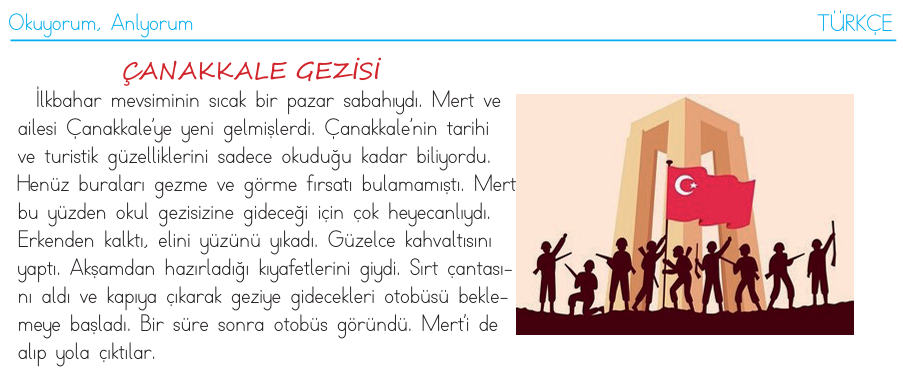 Okuyorum, Anlyorum
TÜRKÇE
ÇANAKKALE GEZİSİ
İlkbahar mevsiminin sıcak bir pazar sabahıydı. Mert ve
ailesi Çanakkale'ye yeni gelmişlerdi. Çanakkale'nin tarihi
ve turistik güzelliklerini sadece okuduğu kadar biliyordu.
Henüz buraları gezme ve görme fırsatı bulamamıştı. Mert
bu yüzden okul gezisizine gideceği için çok heyecanlıydı.
Erkenden kalktı, elini yüzünü yıkadı. Güzelce kahvaltısını
yaptı. Akşamdan hazırladığı kıyafetlerini giydi. Sırt çantası-
nı aldı ve kapıya çıkarak geziye gidecekleri otobüsü bekle-
meye başladı. Bir süre sonra otobüs göründü. Mert'i de
alıp yola çıktılar.